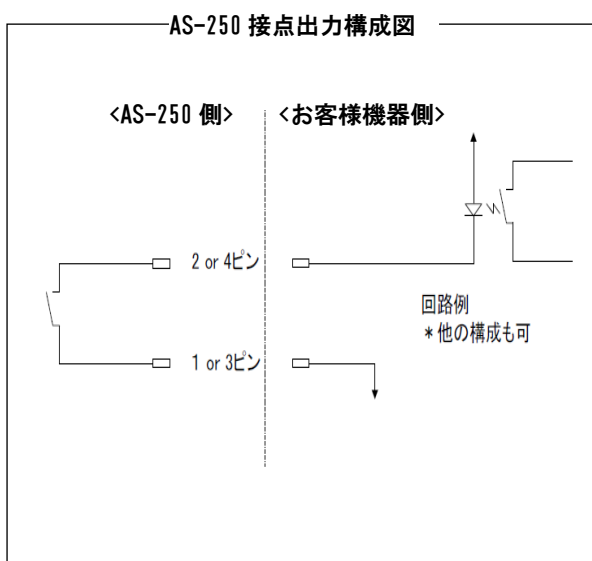 AS-250 接点出力構成図
<AS-250 側>
<お客様機器側>
2 or 4ピン
回路例
*他の構成も可
1 or 3ピン